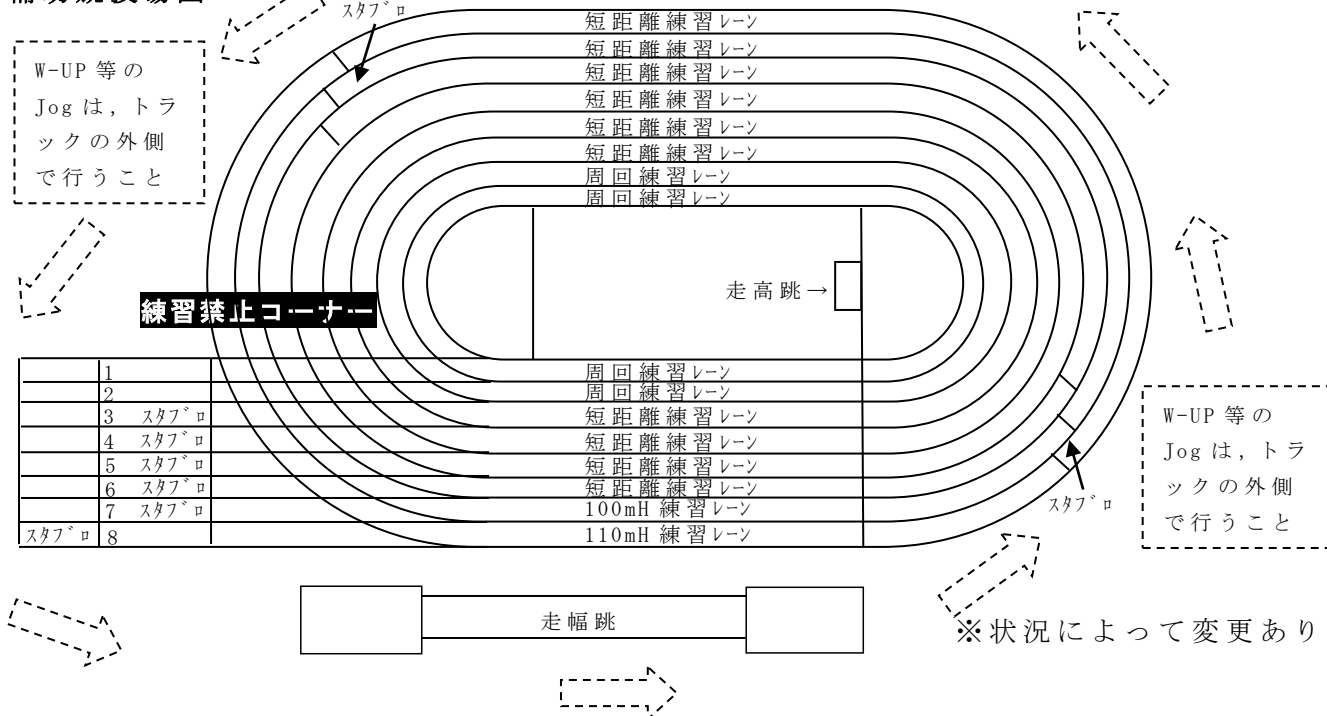 補助競技場図
スタブロ
W-UP 等の
Jog は，トラ
ックの外側
で行うこと
短距離練習レーン
短距離練習レーン
短距離練習レーン
短距離練習レーン
短距離練習レーン
短距離練習レーン
周回練習レーン
周回練習レーン
走高跳→
練習禁止コーナー
1 周回練習レーン
2 周回練習レーン
3 スタブロ 短距離練習レーン
4 スタブロ 短距離練習レーン
5 スタブロ 短距離練習レーン
6 スタブロ 短距離練習レーン
7 スタブロ 100mH 練習レーン
スタブロ 8 110mH 練習レーン
スタブロ
W-UP 等の
Jog は，トラ
ックの外側
で行うこと
走幅跳
※状況によって変更あり